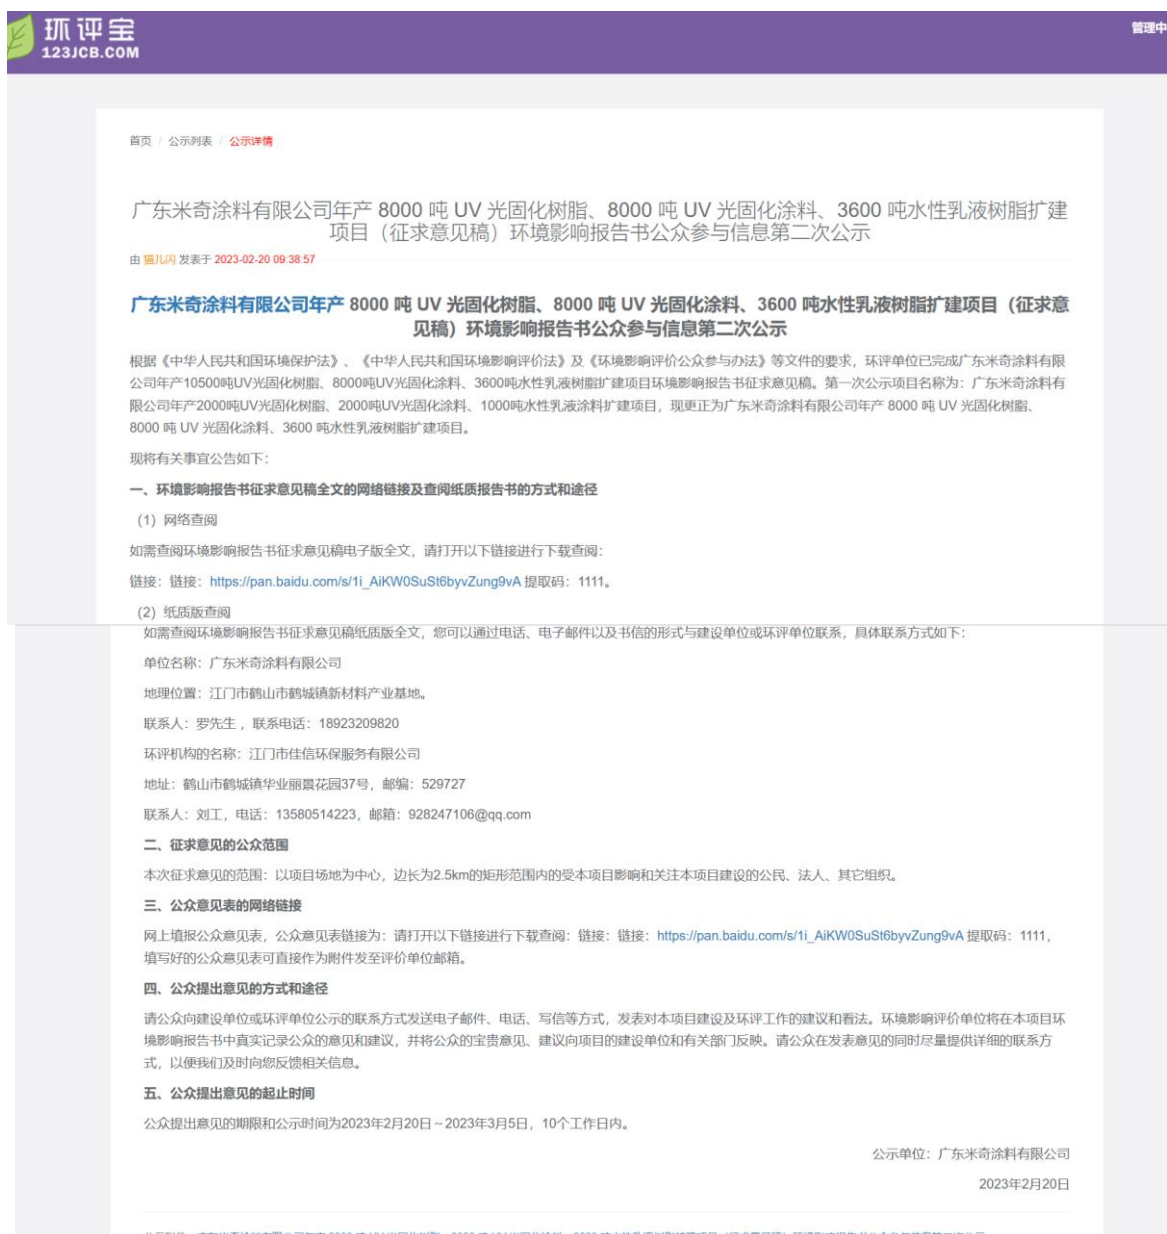 环评宝
123JCB.COM
管理中
首页 / 公示列表 / 公示详情
广东米奇涂料有限公司年产 8000 吨 UV 光固化树脂、8000 吨 UV 光固化涂料、3600 吨水性乳液树脂扩建
项目（征求意见稿）环境影响报告书公众参与信息第二次公示
由 猫儿闪 发表于 2023-02-20 09:38:57
广东米奇涂料有限公司年产 8000 吨 UV 光固化树脂、8000 吨 UV 光固化涂料、3600 吨水性乳液树脂扩建项目（征求意
见稿）环境影响报告书公众参与信息第二次公示
根据《中华人民共和国环境保护法》、《中华人民共和国环境影响评价法》及《环境影响评价公众参与办法》等文件的要求，环评单位已完成广东米奇涂料有限
公司年产10500吨UV光固化树脂、8000吨UV光固化涂料、3600吨水性乳液树脂扩建项目环境影响报告书征求意见稿。第一次公示项目名称为：广东米奇涂料有
限公司年产2000吨UV光固化树脂、2000吨UV光固化涂料、1000吨水性乳液涂料扩建项目，现更正为广东米奇涂料有限公司年产 8000 吨 UV 光固化树脂、
8000 吨 UV 光固化涂料、3600 吨水性乳液树脂扩建项目。
现将有关事宜公告如下：
一、环境影响报告书征求意见稿全文的网络链接及查阅纸质报告书的方式和途径
（1）网络查阅
如需查阅环境影响报告书征求意见稿电子版全文，请打开以下链接进行下载查阅：
链接：链接：https://pan.baidu.com/s/1i_AiKW0SuSt6byvZung9vA 提取码：1111。
（2）纸质版查阅
如需查阅环境影响报告书征求意见稿纸质版全文，您可以通过电话、电子邮件以及书信的形式与建设单位或环评单位联系，具体联系方式如下：
单位名称：广东米奇涂料有限公司
地理位置：江门市鹤山市鹤城镇新材料产业基地。
联系人：罗先生 ，联系电话：18923209820
环评机构的名称：江门市佳信环保服务有限公司
地址：鹤山市鹤城镇华业丽景花园37号，邮编：529727
联系人：刘工，电话：13580514223，邮箱：928247106@qq.com
二、征求意见的公众范围
本次征求意见的范围：以项目场地为中心，边长为2.5km的矩形范围内的受本项目影响和关注本项目建设的公民、法人、其它组织。
三、公众意见表的网络链接
网上填报公众意见表，公众意见表链接为：请打开以下链接进行下载查阅：链接：链接：https://pan.baidu.com/s/1i_AiKW0SuSt6byvZung9vA 提取码：1111，
填写好的公众意见表可直接作为附件发至评价单位邮箱。
四、公众提出意见的方式和途径
请公众向建设单位或环评单位公示的联系方式发送电子邮件、电话、写信等方式，发表对本项目建设及环评工作的建议和看法。环境影响评价单位将在本项目环
境影响报告书中真实记录公众的意见和建议，并将公众的宝贵意见、建议向项目的建设单位和有关部门反映。请公众在发表意见的同时尽量提供详细的联系方
式，以便我们及时向您反馈相关信息。
五、公众提出意见的起止时间
公众提出意见的期限和公示时间为2023年2月20日～2023年3月5日，10个工作日内。
公示单位：广东米奇涂料有限公司
2023年2月20日